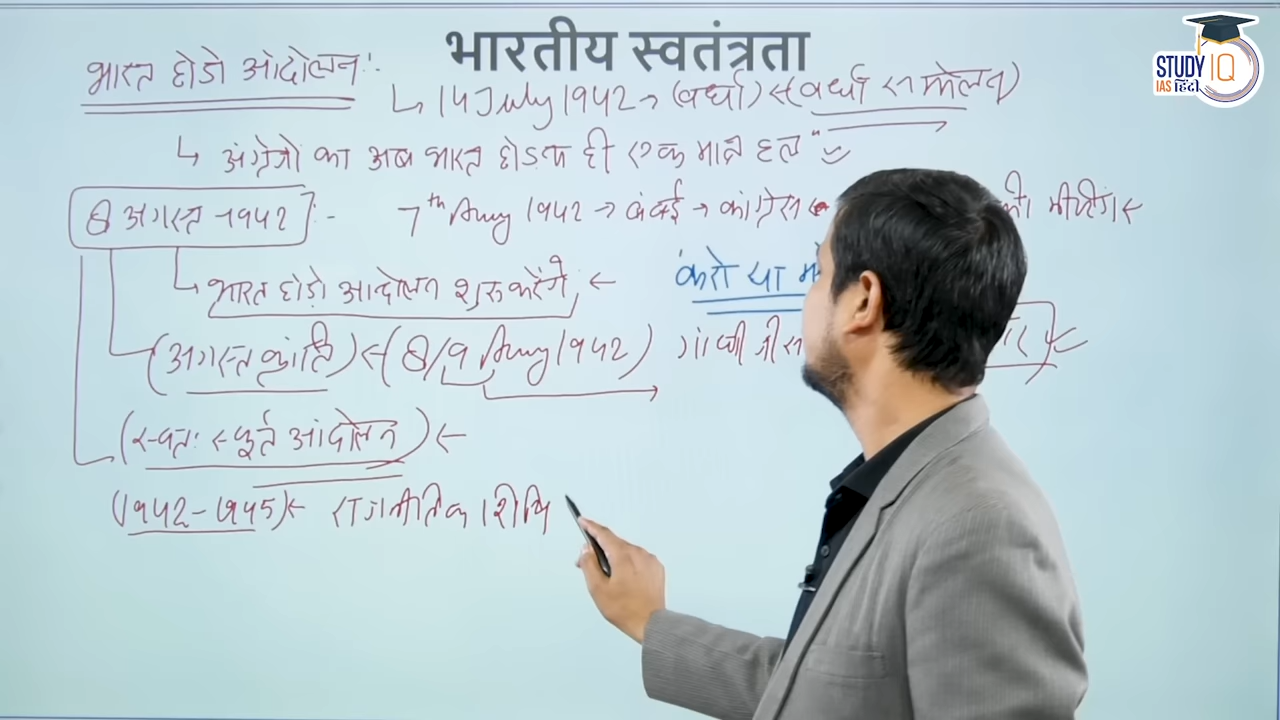 भारतीय स्वतंत्रता
STUDY IQ
IAS हिंदी
भारत छोडो आंदोलन :-
↳ 14 July 1942 → (वर्धा) ← (वर्धा सम्मेलन)
↳ अंग्रेजो का अब भारत छोडना ही एक मात्र हल"
8 अगस्त -1942 :- 7th Aug 1942 → बंबई → कांग्रेस की मीटिंग ←
↳ भारत छोड़ो आंदोलन शुरू करेंगे, ← करो या
(अगस्त क्रांति) ← (8/9 Aug 1942) गांधी जी
(स्वतः स्फूर्त आंदोलन) ←
(1942-1945) ← राजनीतिक शिथि